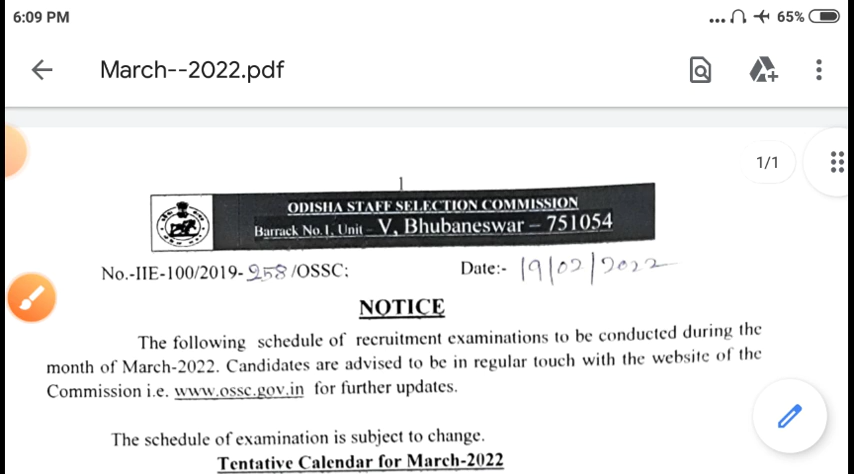 6:09 PM
... 65%
March--2022.pdf
1/1
ODISHA STAFF SELECTION COMMISSION
Barrack No.1, Unit – V, Bhubaneswar – 751054
No.-IIE-100/2019-258/OSSC:
Date:- 19/02/2022
NOTICE
The following schedule of recruitment examinations to be conducted during the
month of March-2022. Candidates are advised to be in regular touch with the website of the
Commission i.e. www.ossc.gov.in for further updates.
The schedule of examination is subject to change.
Tentative Calendar for March-2022